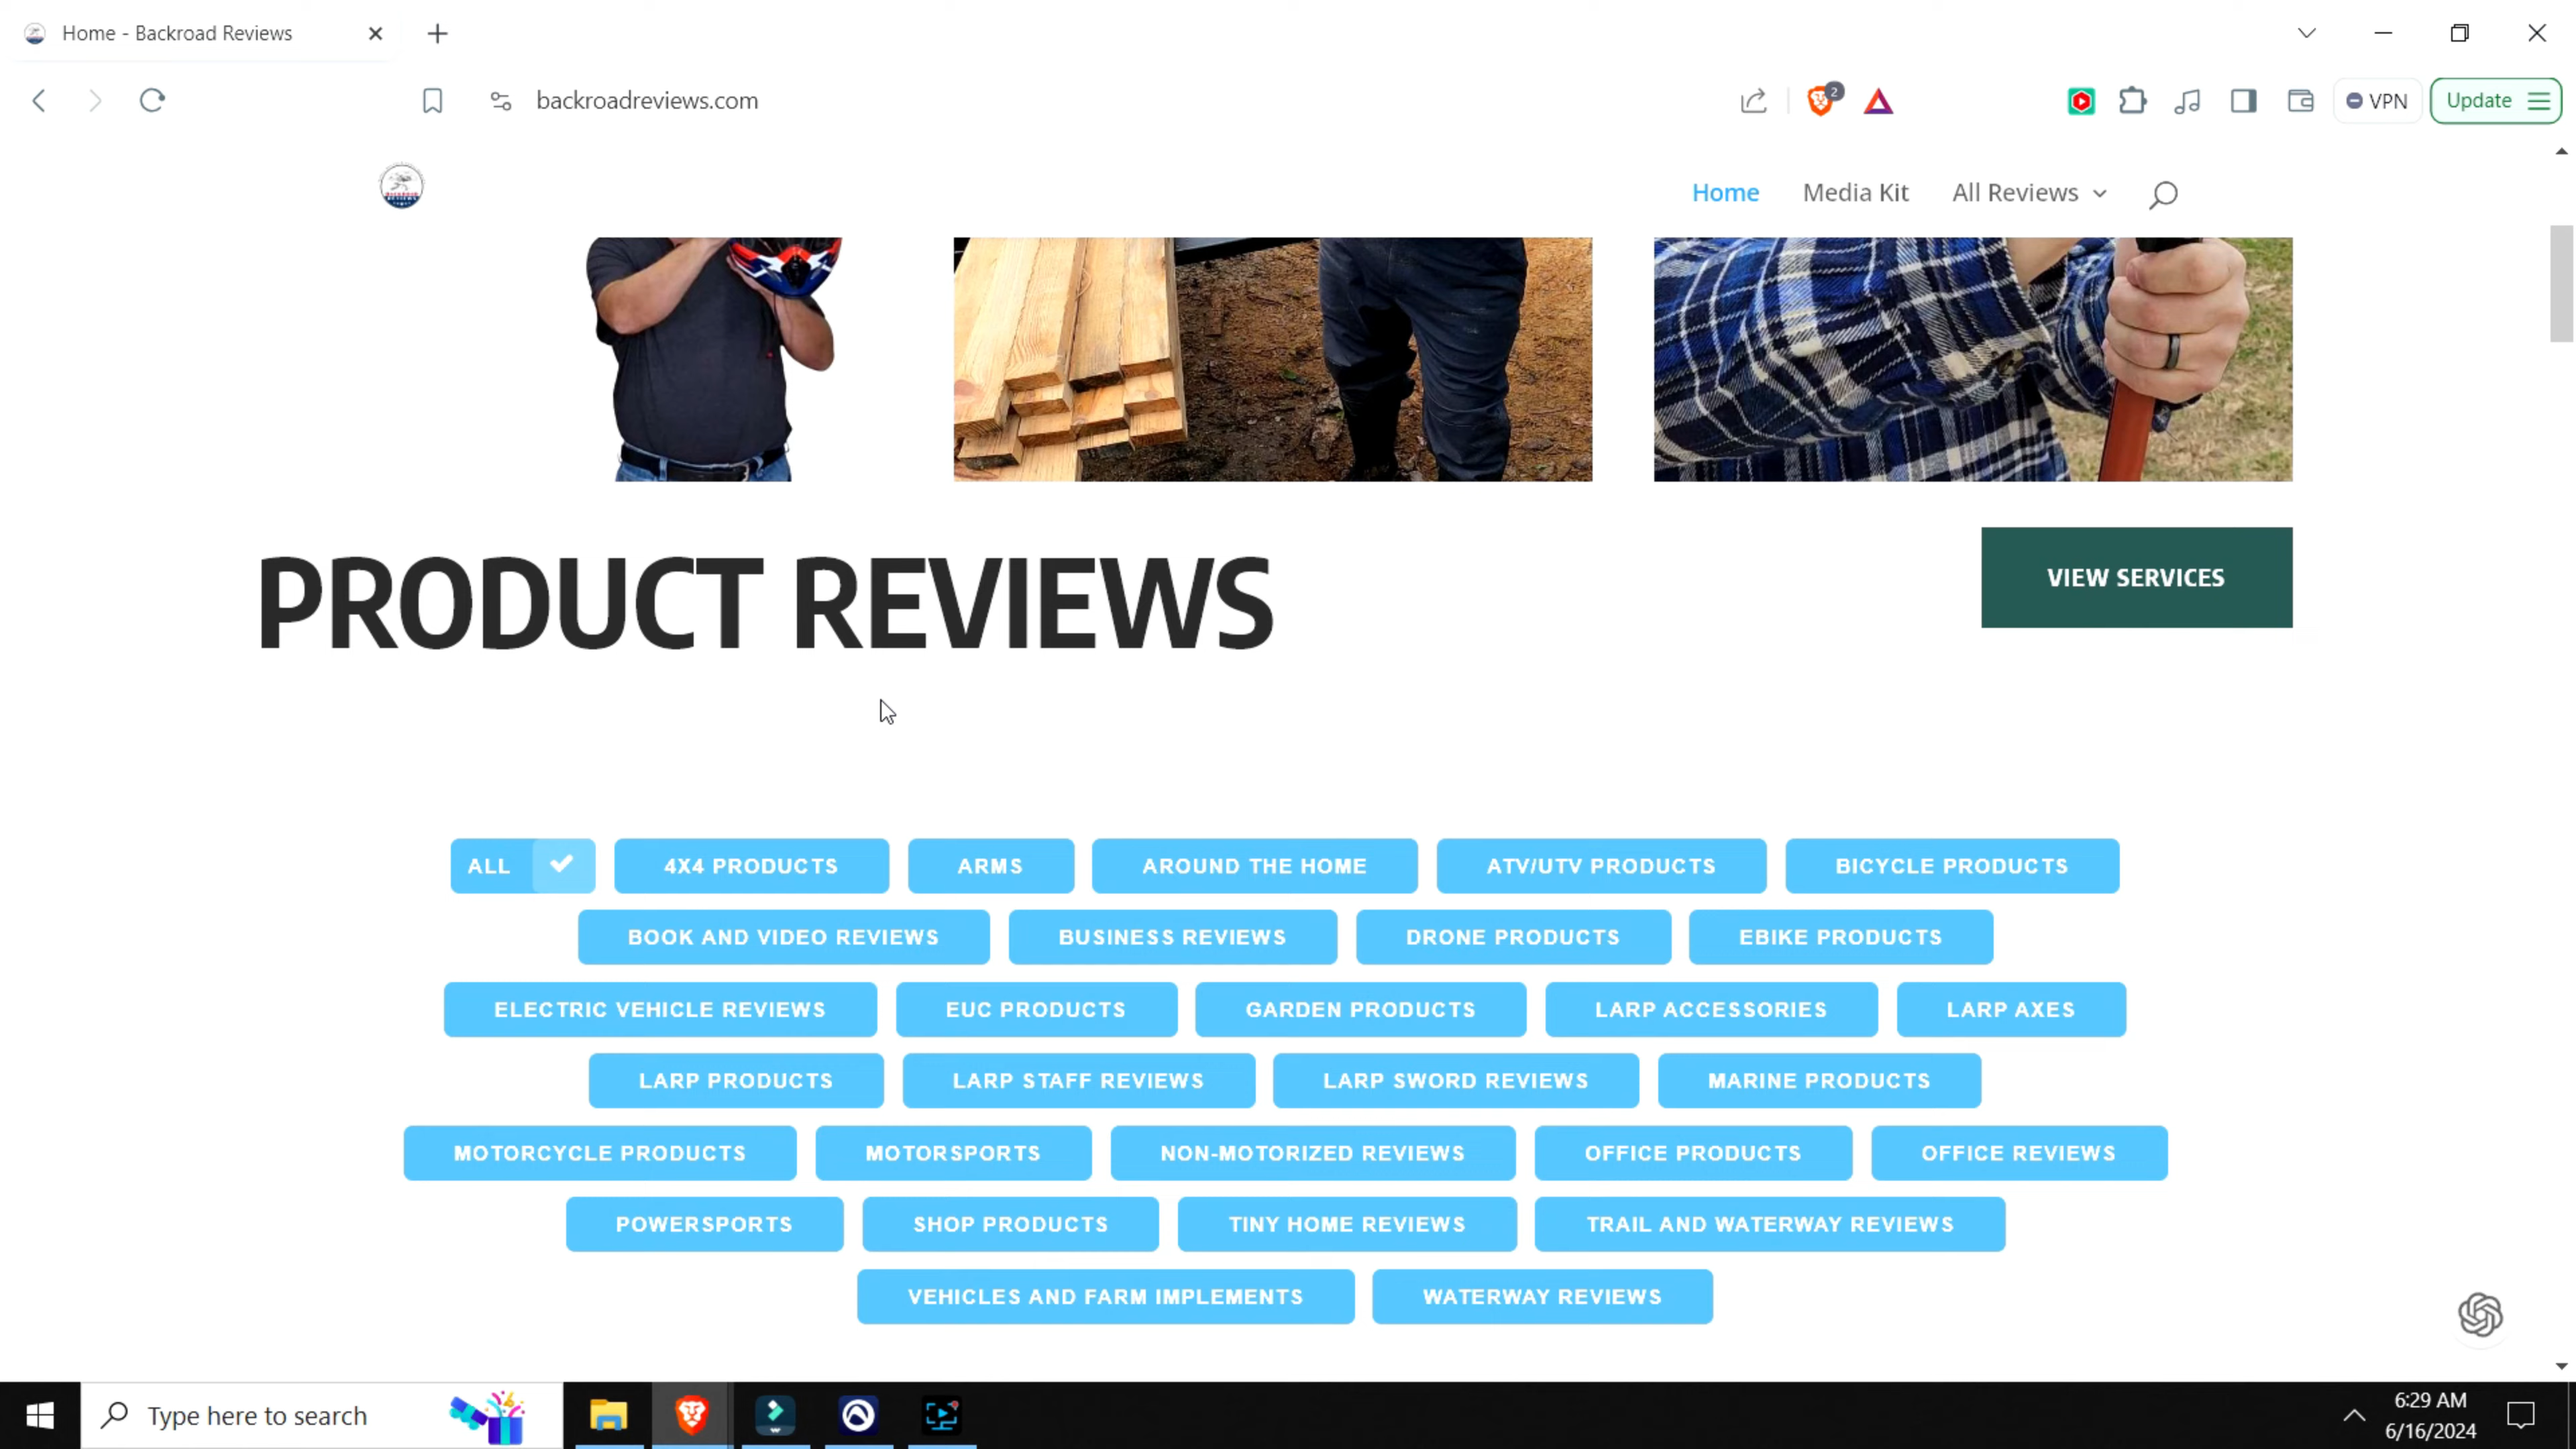 Home - Backroad Reviews
backroadreviews.com
2
VPN
Update
Home Media Kit All Reviews
PRODUCT REVIEWS
VIEW SERVICES
ALL 4X4 PRODUCTS ARMS AROUND THE HOME ATV/UTV PRODUCTS BICYCLE PRODUCTS
BOOK AND VIDEO REVIEWS BUSINESS REVIEWS DRONE PRODUCTS EBIKE PRODUCTS
ELECTRIC VEHICLE REVIEWS EUC PRODUCTS GARDEN PRODUCTS LARP ACCESSORIES LARP AXES
LARP PRODUCTS LARP STAFF REVIEWS LARP SWORD REVIEWS MARINE PRODUCTS
MOTORCYCLE PRODUCTS MOTORSPORTS NON-MOTORIZED REVIEWS OFFICE PRODUCTS OFFICE REVIEWS
POWERSPORTS SHOP PRODUCTS TINY HOME REVIEWS TRAIL AND WATERWAY REVIEWS
VEHICLES AND FARM IMPLEMENTS WATERWAY REVIEWS
Type here to search
6:29 AM
6/16/2024